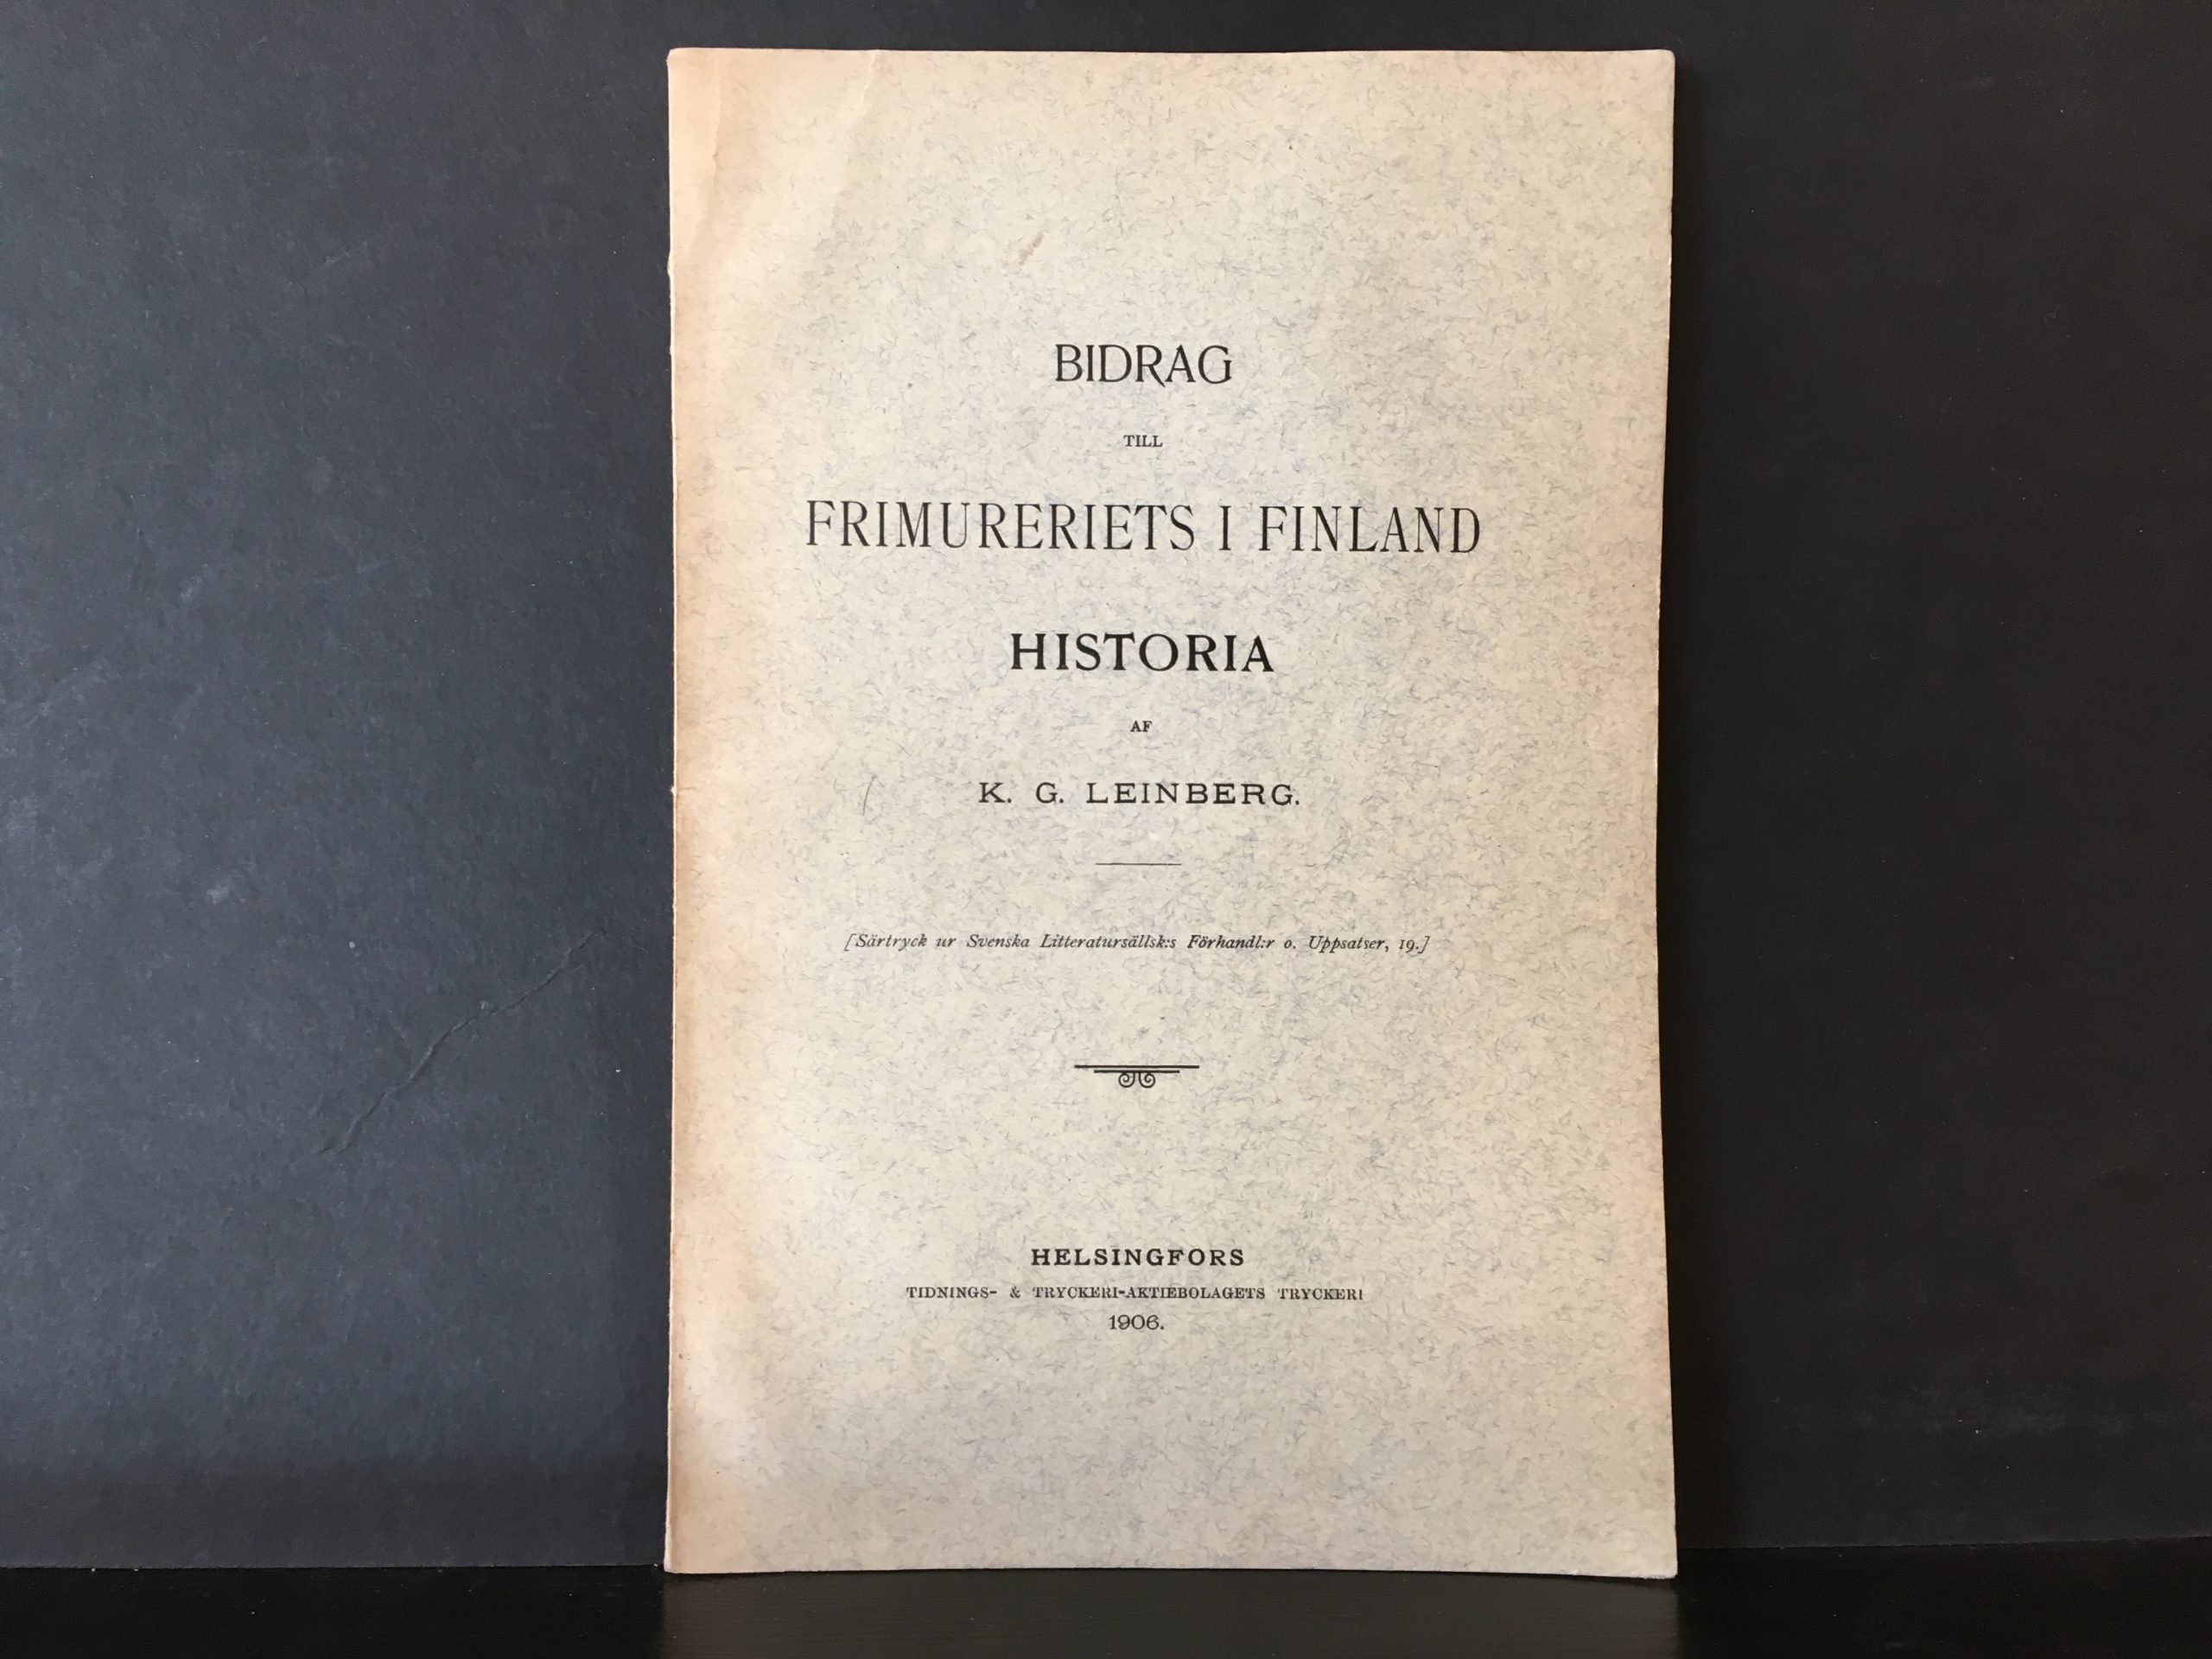 BIDRAG
TILL
FRIMURERIETS I FINLAND
HISTORIA
AF
K. G. LEINBERG.
[Särtryck ur Svenska Litteratursällsk:s Förhandl:r o. Uppsatser, 19.]
HELSINGFORS
TIDNINGS- & TRYCKERI-AKTIEBOLAGETS TRYCKERI
1906.